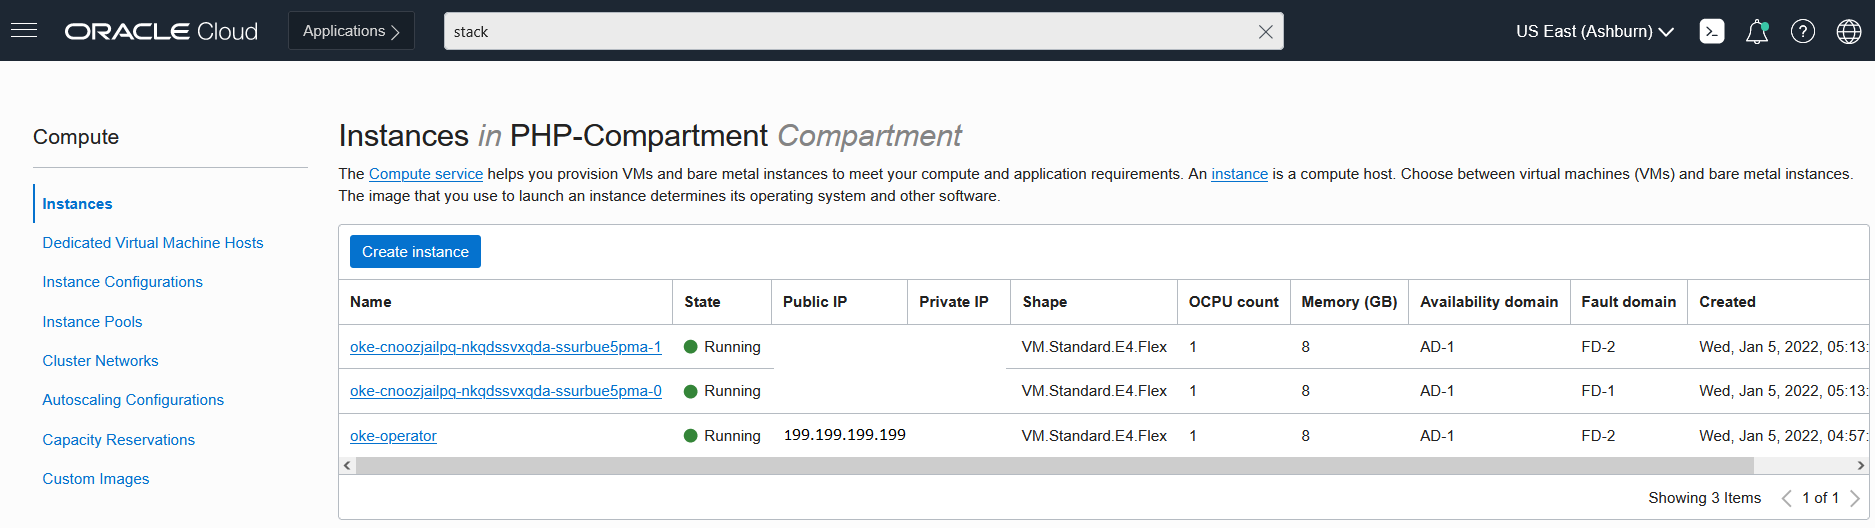 ORACLE Cloud
Applications
stack
US East (Ashburn)
Compute
Instances
Dedicated Virtual Machine Hosts
Instance Configurations
Instance Pools
Cluster Networks
Autoscaling Configurations
Capacity Reservations
Custom Images
Instances in PHP-Compartment Compartment
The Compute service helps you provision VMs and bare metal instances to meet your compute and application requirements. An instance is a compute host. Choose between virtual machines (VMs) and bare metal instances.
The image that you use to launch an instance determines its operating system and other software.
Create instance
Name State Public IP Private IP Shape OCPU count Memory (GB) Availability domain Fault domain Created
oke-cnoozjailpq-nkqdssvxqda-ssurbue5pma-1 Running VM.Standard.E4.Flex 1 8 AD-1 FD-2 Wed, Jan 5, 2022, 05:13:
oke-cnoozjailpq-nkqdssvxqda-ssurbue5pma-0 Running VM.Standard.E4.Flex 1 8 AD-1 FD-1 Wed, Jan 5, 2022, 05:13:
oke-operator Running 199.199.199.199 VM.Standard.E4.Flex 1 8 AD-1 FD-2 Wed, Jan 5, 2022, 04:57:
Showing 3 Items 1 of 1